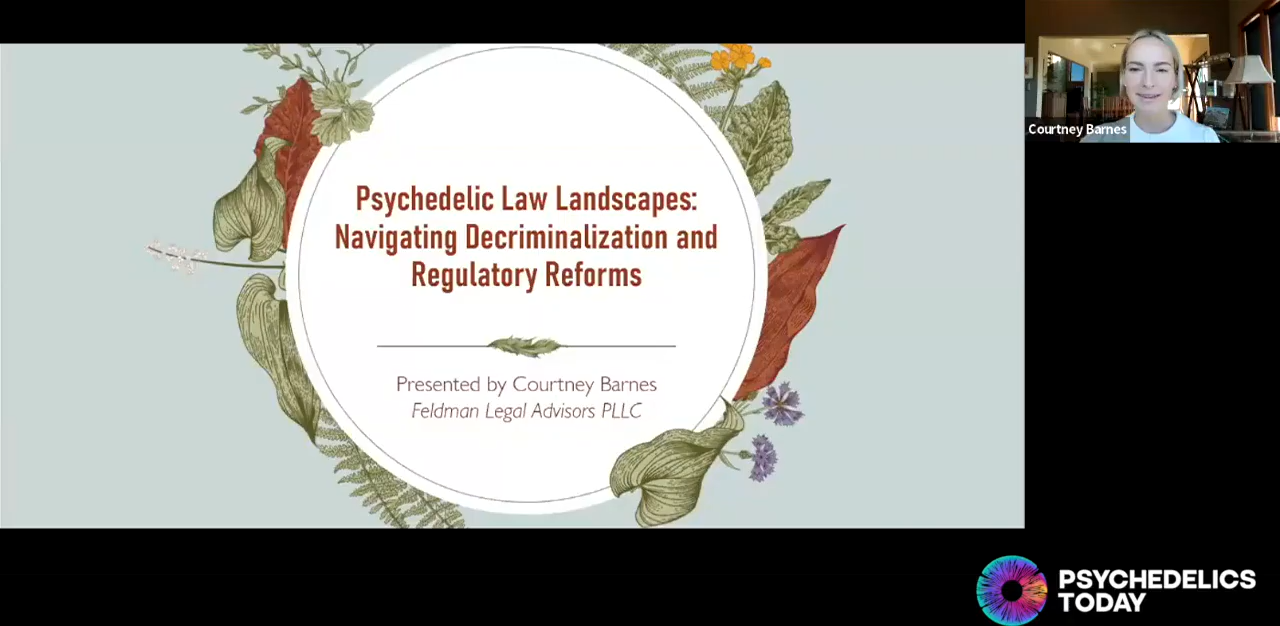 Psychedelic Law Landscapes:
Navigating Decriminalization and
Regulatory Reforms
Presented by Courtney Barnes
Feldman Legal Advisors PLLC
Courtney Barnes
PSYCHEDELICS
TODAY